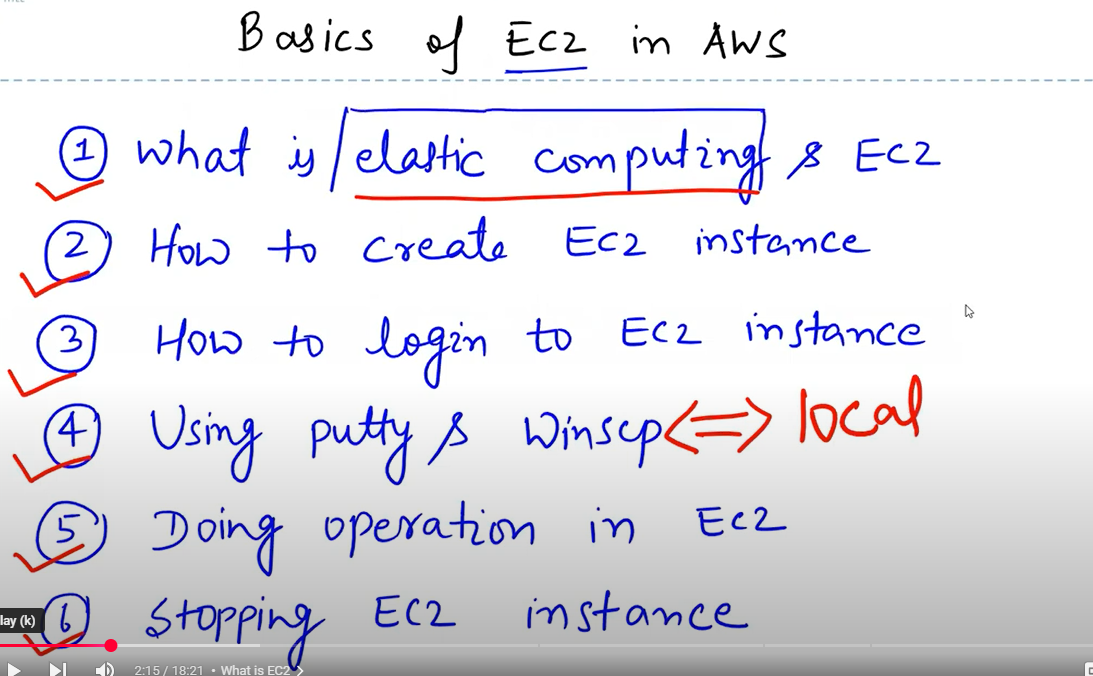 Basics of EC2 in AWS
1 What is elastic computing & EC2
2 How to create EC2 instance
3 How to login to EC2 instance
4 Using putty & Winscp <=> local
5 Doing operation in EC2
6 Stopping EC2 instance
lay (k)
2:15 / 18:21 • What is EC2 >